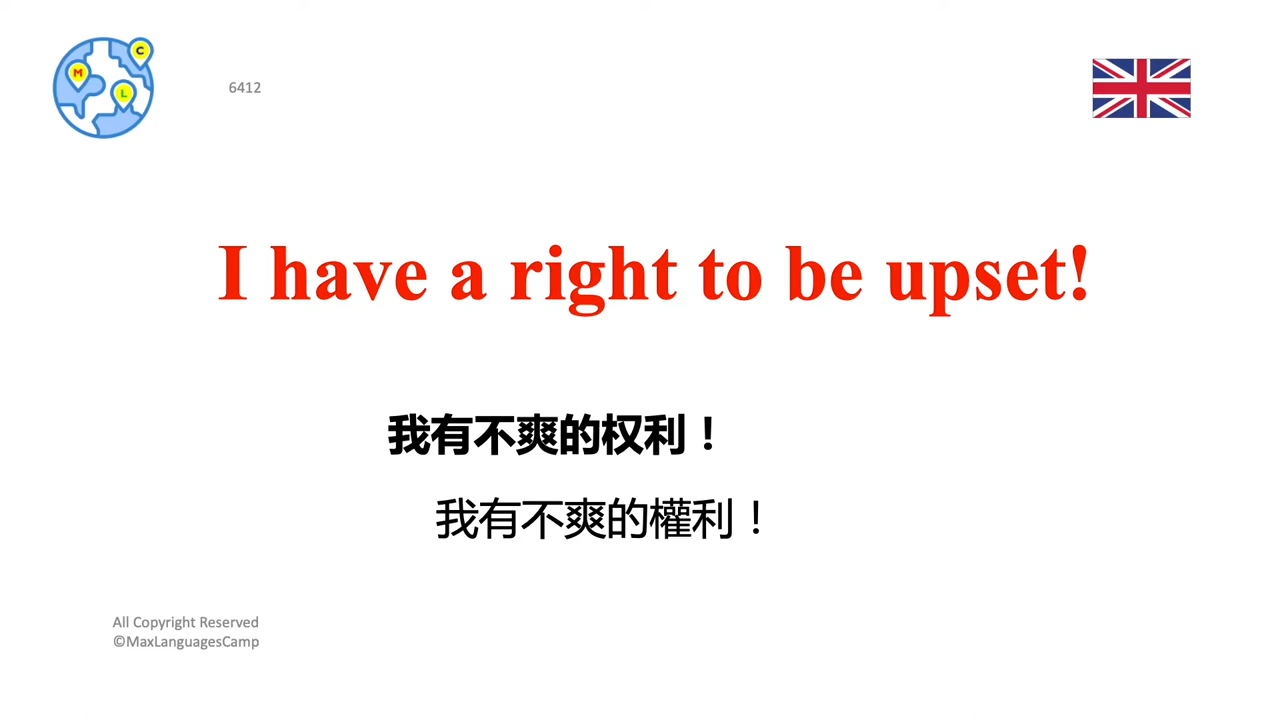 C
M
L
6412
I have a right to be upset!
我有不爽的权利！
我有不爽的權利！
All Copyright Reserved
©MaxLanguagesCamp